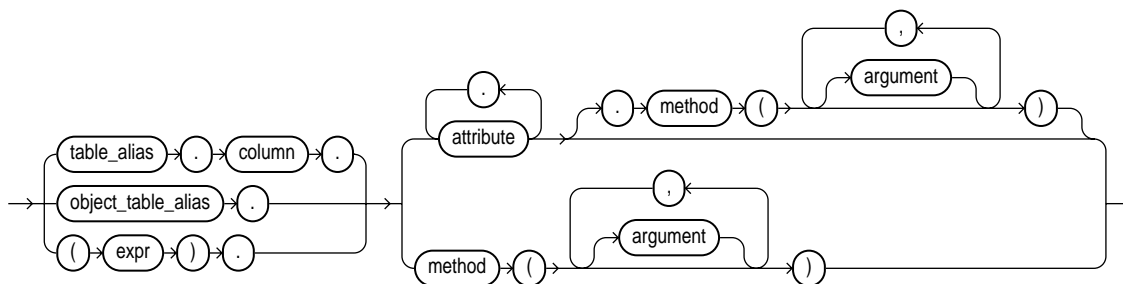 ,
argument
.
. method ( )
attribute
table_alias . column .
object_table_alias .
( expr ) .
,
argument
method ( )